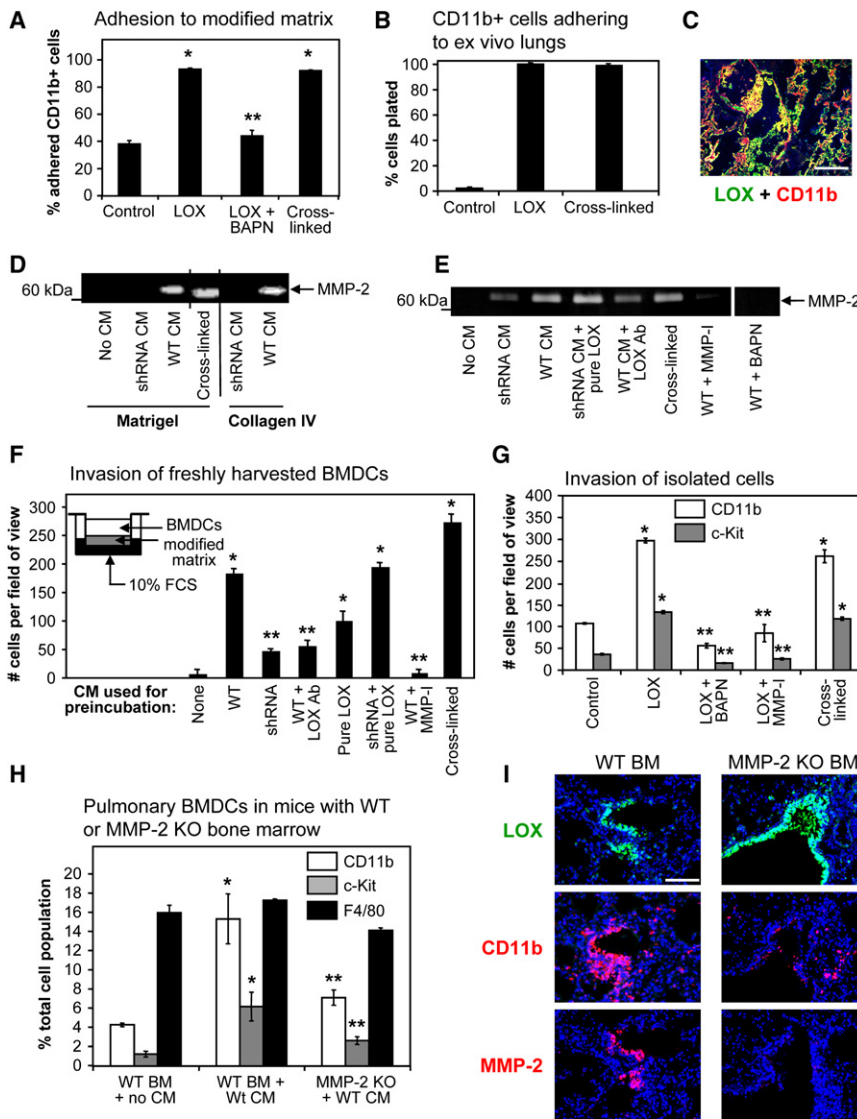 A
Adhesion to modified matrix
% adhered CD11b+ cells
100
80
60
40
20
0
*
**
*
Control
LOX
LOX +
BAPN
Cross-
linked
B
CD11b+ cells adhering
to ex vivo lungs
% cells plated
100
80
60
40
20
0
Control
LOX
Cross-linked
C
LOX + CD11b
D
60 kDa
MMP-2
No CM
shRNA CM
WT CM
Cross-linked
shRNA CM
WT CM
Matrigel
Collagen IV
E
60 kDa
MMP-2
No CM
shRNA CM
WT CM
shRNA CM +
pure LOX
WT CM +
LOX Ab
Cross-linked
WT + MMP-I
WT + BAPN
F
Invasion of freshly harvested BMDCs
# cells per field of view
300
250
200
150
100
50
0
BMDCs
modified
matrix
10% FCS
*
**
**
*
*
**
*
CM used for
preincubation:
None
WT
shRNA
WT +
LOX Ab
Pure LOX
shRNA +
pure LOX
WT +
MMP-I
Cross-linked
G
Invasion of isolated cells
# cells per field of view
400
350
300
250
200
150
100
50
0
CD11b
c-Kit
*
*
**
**
**
**
*
*
Control
LOX
LOX +
BAPN
LOX +
MMP-I
Cross-
linked
H
Pulmonary BMDCs in mice with WT
or MMP-2 KO bone marrow
% total cell population
18
16
14
12
10
8
6
4
2
0
CD11b
c-Kit
F4/80
*
*
**
**
WT BM
+ no CM
WT BM +
Wt CM
MMP-2 KO
+ WT CM
I
WT BM
MMP-2 KO BM
LOX
CD11b
MMP-2